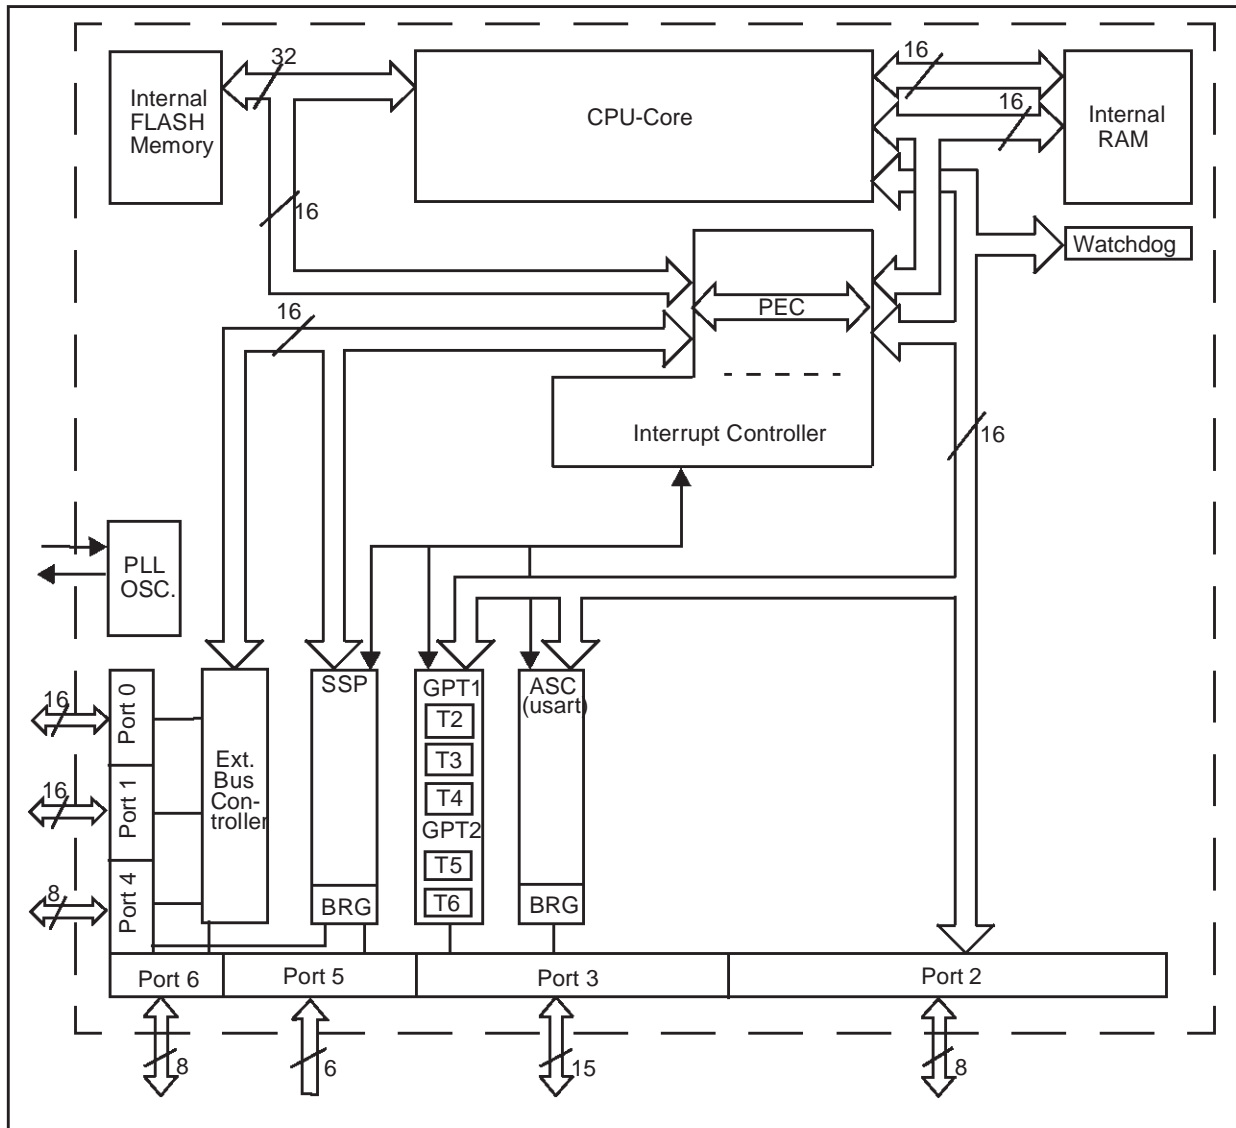 32
16
Internal
FLASH
Memory
CPU-Core
16
Internal
RAM
16
Watchdog
16
PEC
Interrupt Controller
16
PLL
OSC.
SSP
GPT1
ASC
(usart)
16
Port 0
T2
T3
Ext.
Bus
Con-
troller
16
Port 1
T4
GPT2
T5
8
Port 4
BRG
T6
BRG
Port 6
Port 5
Port 3
Port 2
8
6
15
8